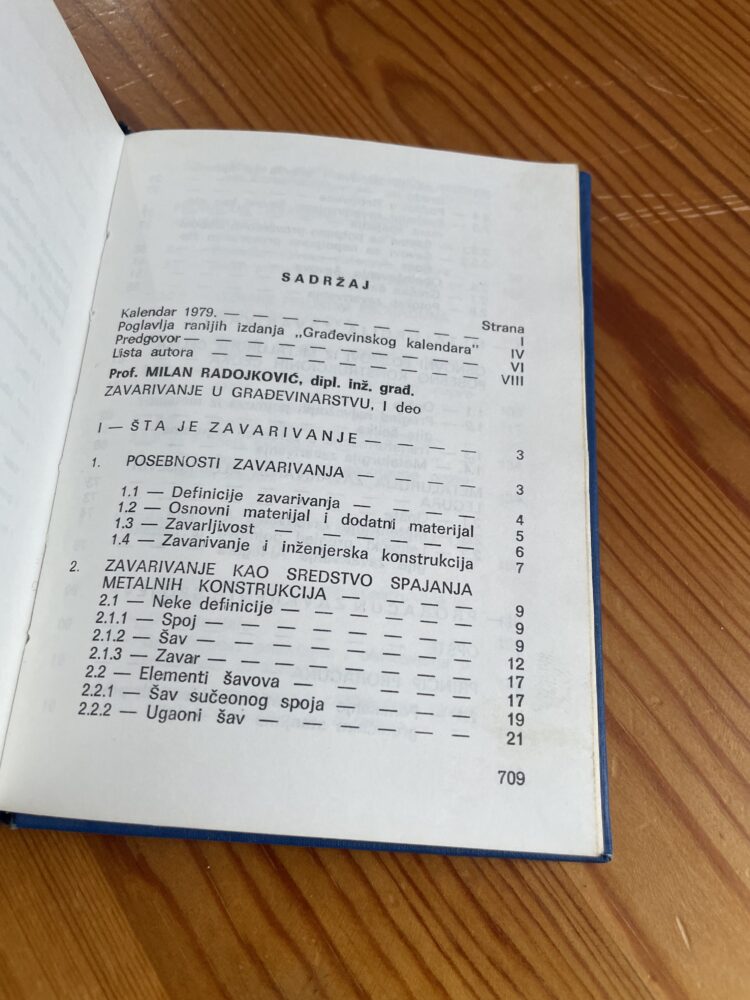 SADRŽAJ
Strana
Kalendar 1979. — — — — — — — — — I
Poglavlja ranijih izdanja „Građevinskog kalendara" IV
Predgovor — — — — — — — — — — VI
Lista autora — — — — — — — — — VIII
Prof. MILAN RADOJKOVIĆ, dipl. inž. građ.
ZAVARIVANJE U GRAĐEVINARSTVU, I deo
I — ŠTA JE ZAVARIVANJE — — — — 3
1. POSEBNOSTI ZAVARIVANJA — — — — 3
1.1 — Definicije zavarivanja — — — — 4
1.2 — Osnovni materijal i dodatni materijal 5
1.3 — Zavarljivost — — — — — — — 6
1.4 — Zavarivanje i inženjerska konstrukcija 7
2. ZAVARIVANJE KAO SREDSTVO SPAJANJA
METALNIH KONSTRUKCIJA — — — — 9
2.1 — Neke definicije — — — — — — 9
2.1.1 — Spoj — — — — — — — — 9
2.1.2 — Šav — — — — — — — — 12
2.1.3 — Zavar — — — — — — — — 17
2.2 — Elementi šavova — — — — — — 17
2.2.1 — Šav sučeonog spoja — — — — 19
2.2.2 — Ugaoni šav — — — — — — — 21
709